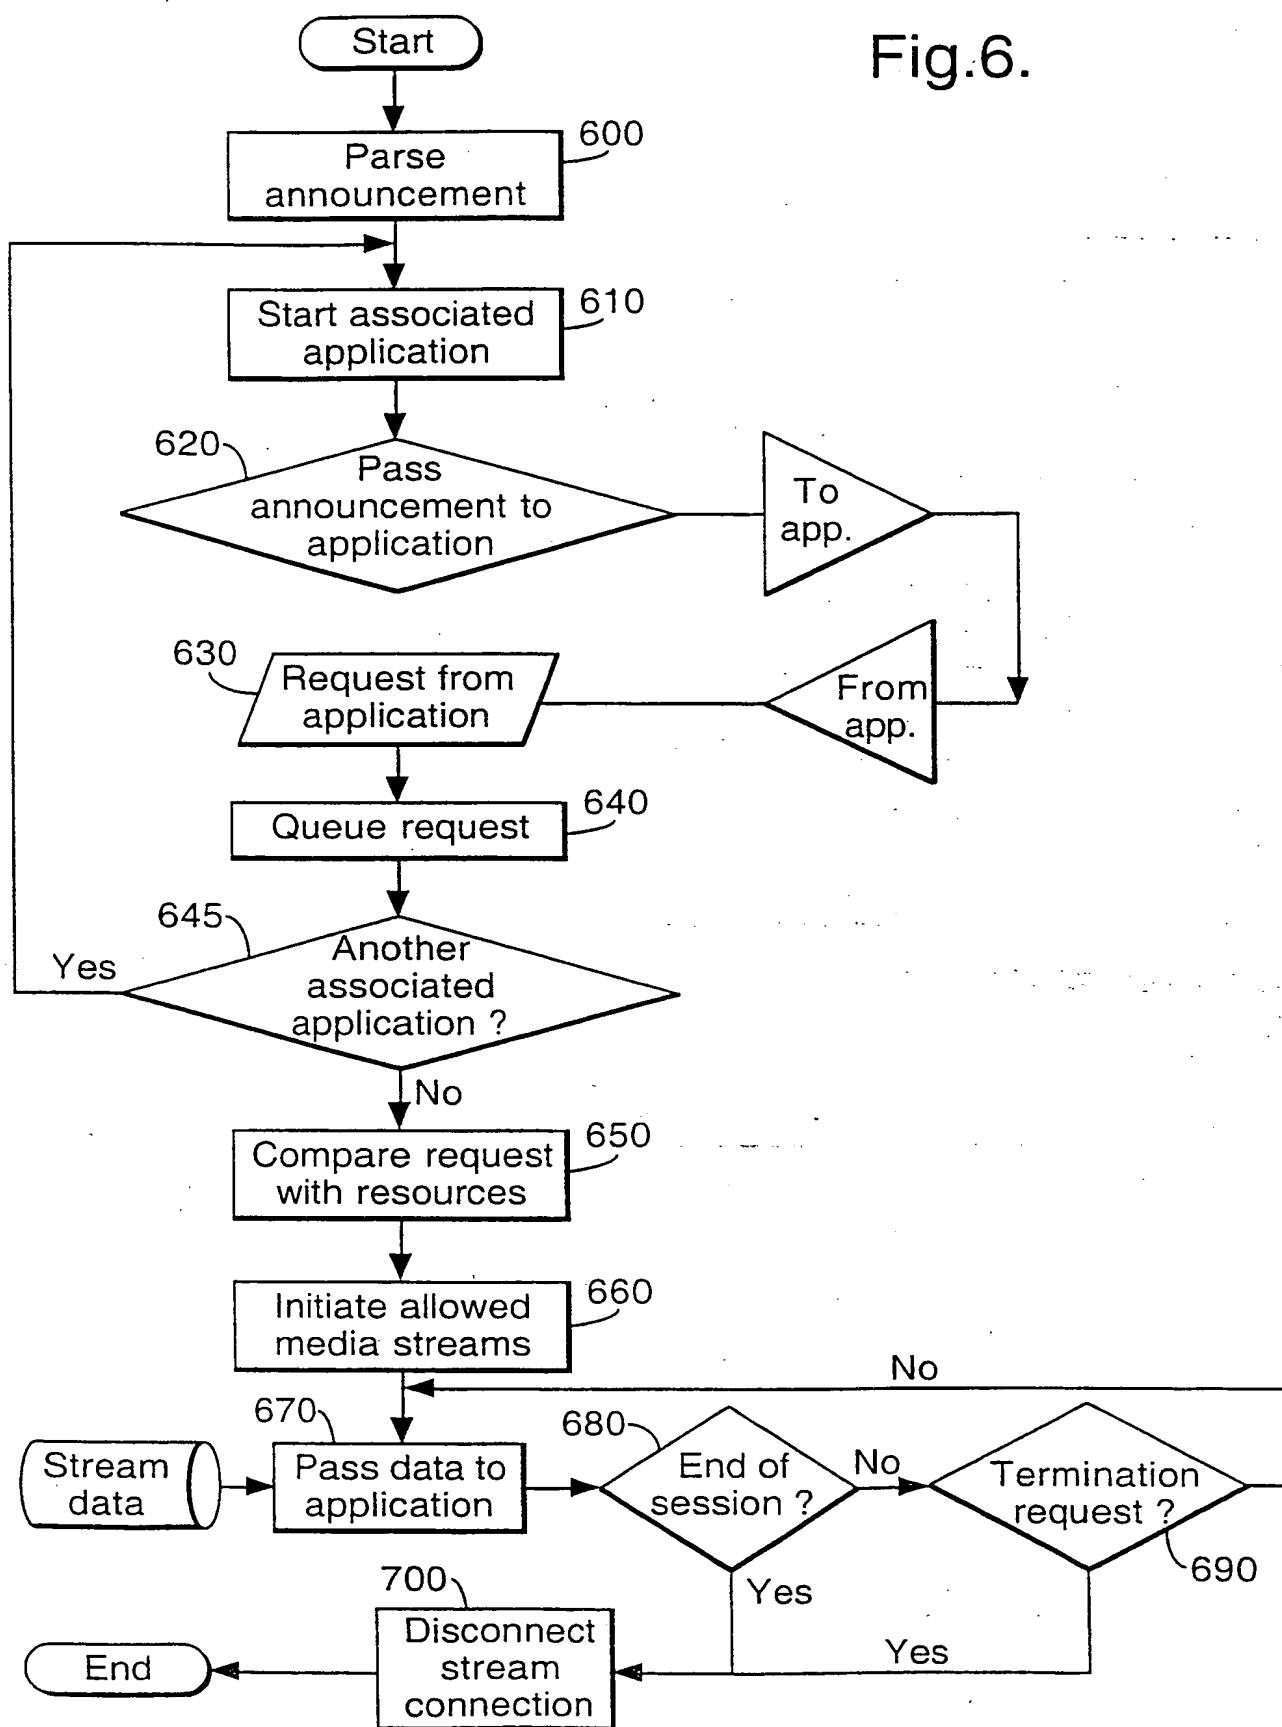 Start
Fig.6.
600
Parse
announcement
610
Start associated
application
620
Pass
announcement to
application
To
app.
630
Request from
application
From
app.
640
Queue request
645
Another
associated
application ?
Yes
No
650
Compare request
with resources
660
Initiate allowed
media streams
No
670
680
Stream
data
Pass data to
application
End of
session ?
No
Termination
request ?
690
Yes
700
Disconnect
stream
connection
Yes
End